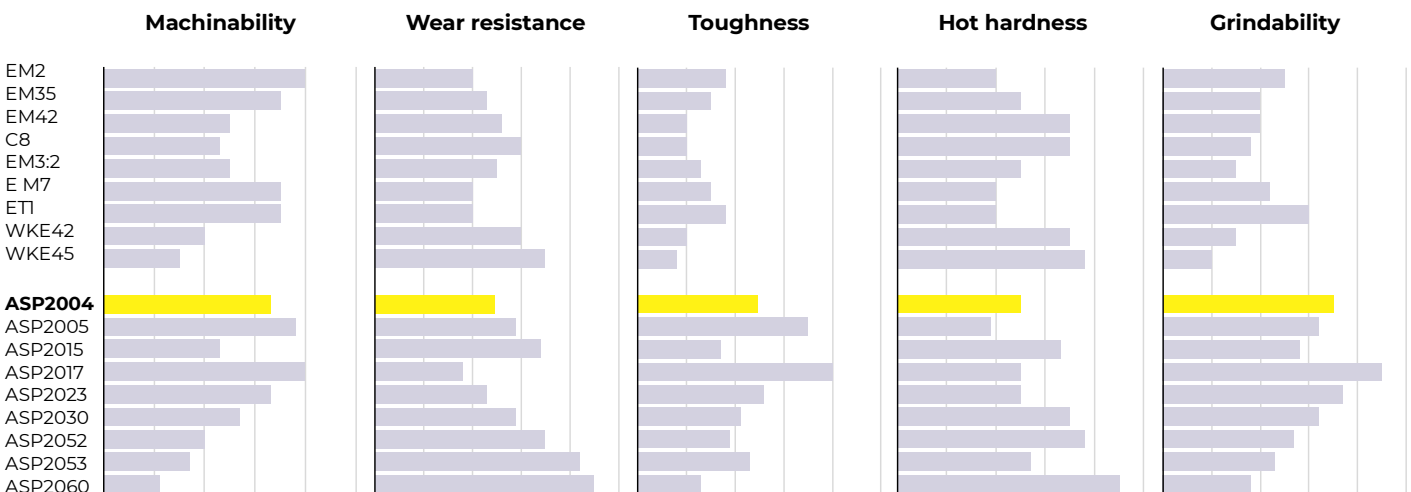 Machinability Wear resistance Toughness Hot hardness Grindability
EM2
EM35
EM42
C8
EM3:2
E M7
ET1
WKE42
WKE45
ASP2004
ASP2005
ASP2015
ASP2017
ASP2023
ASP2030
ASP2052
ASP2053
ASP2060